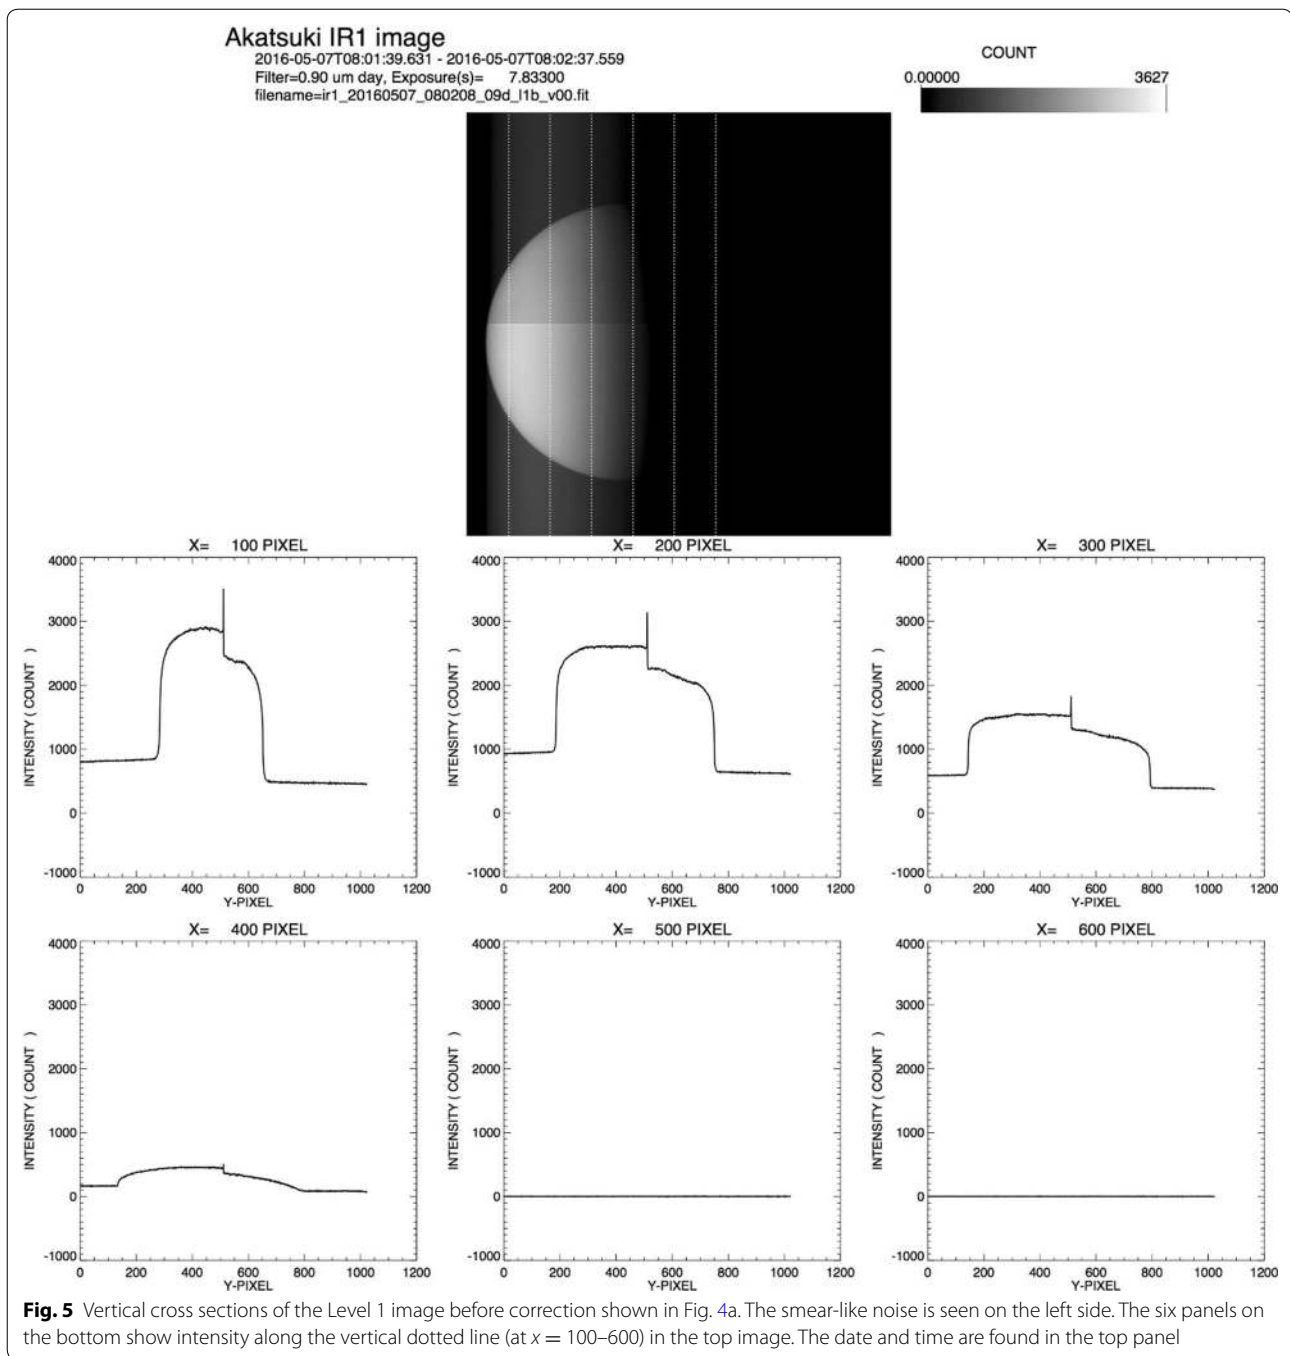 Akatsuki IR1 image
2016-05-07T08:01:39.631 - 2016-05-07T08:02:37.559
Filter=0.90 um day, Exposure(s)= 7.83300
filename=ir1_20160507_080208_09d_l1b_v00.fit
COUNT
0.00000 3627
X= 100 PIXEL
4000
3000
2000
1000
0
-1000
INTENSITY ( COUNT )
0 200 400 600 800 1000 1200
Y-PIXEL
X= 200 PIXEL
4000
3000
2000
1000
0
-1000
INTENSITY ( COUNT )
0 200 400 600 800 1000 1200
Y-PIXEL
X= 300 PIXEL
4000
3000
2000
1000
0
-1000
INTENSITY ( COUNT )
0 200 400 600 800 1000 1200
Y-PIXEL
X= 400 PIXEL
4000
3000
2000
1000
0
-1000
INTENSITY ( COUNT )
0 200 400 600 800 1000 1200
Y-PIXEL
X= 500 PIXEL
4000
3000
2000
1000
0
-1000
INTENSITY ( COUNT )
0 200 400 600 800 1000 1200
Y-PIXEL
X= 600 PIXEL
4000
3000
2000
1000
0
-1000
INTENSITY ( COUNT )
0 200 400 600 800 1000 1200
Y-PIXEL
Fig. 5 Vertical cross sections of the Level 1 image before correction shown in Fig. 4a. The smear-like noise is seen on the left side. The six panels on
the bottom show intensity along the vertical dotted line (at x = 100–600) in the top image. The date and time are found in the top panel